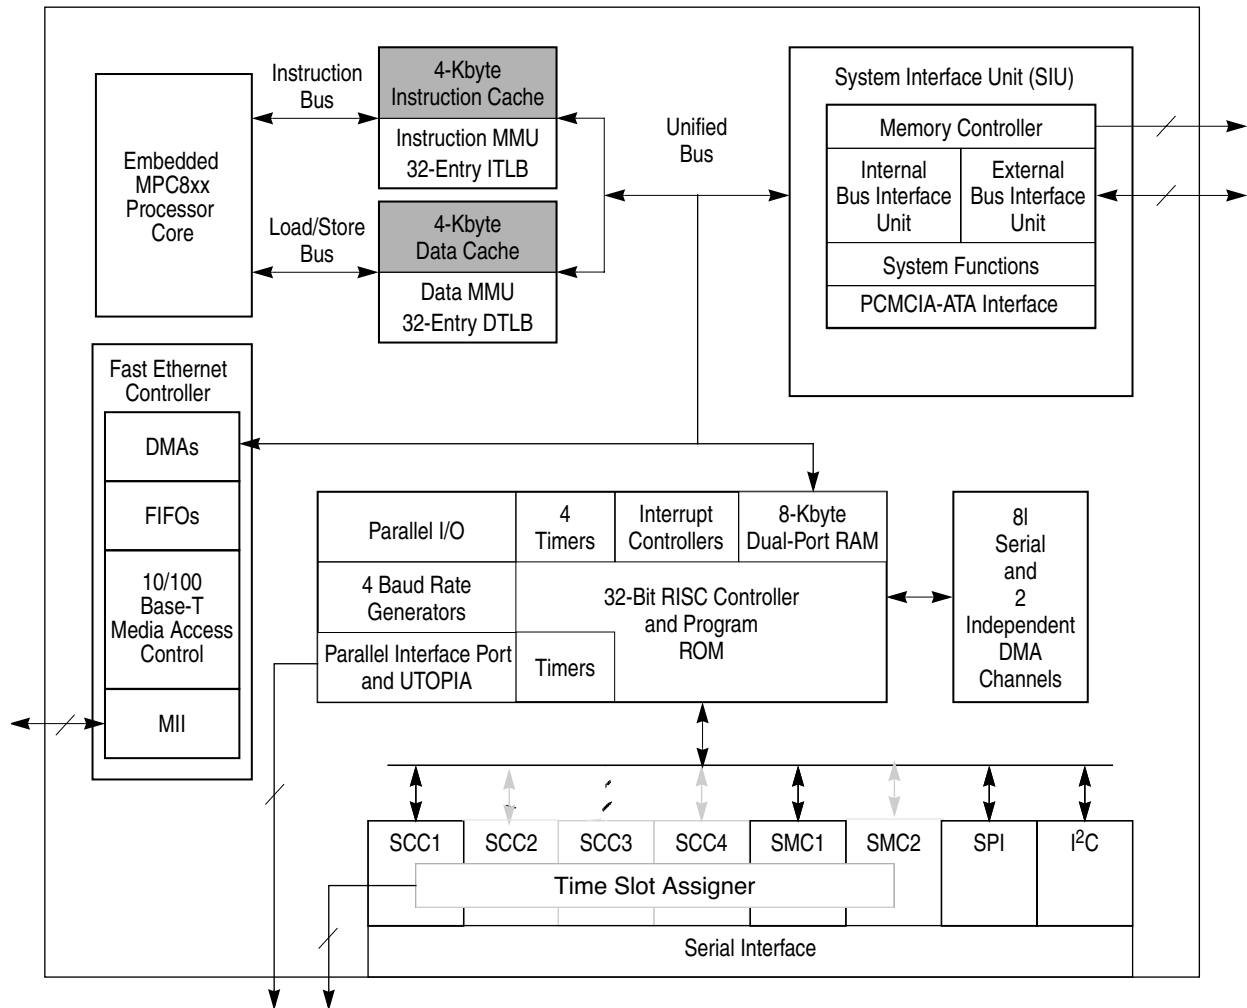 Embedded
MPC8xx
Processor
Core
Instruction
Bus
Load/Store
Bus
4-Kbyte
Instruction Cache
Instruction MMU
32-Entry ITLB
4-Kbyte
Data Cache
Data MMU
32-Entry DTLB
Unified
Bus
System Interface Unit (SIU)
Memory Controller
Internal
Bus Interface
Unit
External
Bus Interface
Unit
System Functions
PCMCIA-ATA Interface
Fast Ethernet
Controller
DMAs
FIFOs
10/100
Base-T
Media Access
Control
MII
Parallel I/O
4
Timers
Interrupt
Controllers
8-Kbyte
Dual-Port RAM
4 Baud Rate
Generators
32-Bit RISC Controller
and Program
ROM
Parallel Interface Port
and UTOPIA
Timers
8I
Serial
and
2
Independent
DMA
Channels
SCC1
SCC2
SCC3
SCC4
SMC1
SMC2
SPI
I²C
Time Slot Assigner
Serial Interface